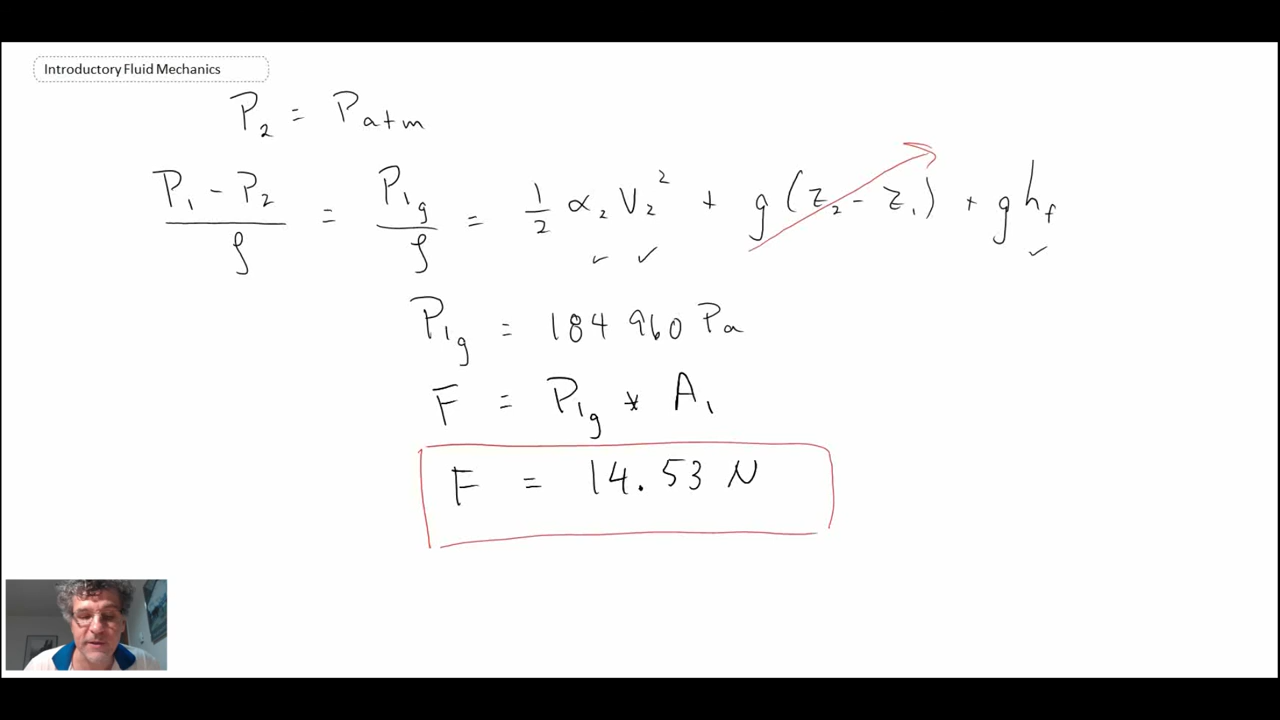 Introductory Fluid Mechanics
P₂ = Patm
(P₁ - P₂)/ρ = P₁g/ρ = 1/2 α₂ V₂² + g (z₂ - z₁) + g hf
P₁g = 184 960 Pa
F = P₁g * A₁
F = 14.53 N